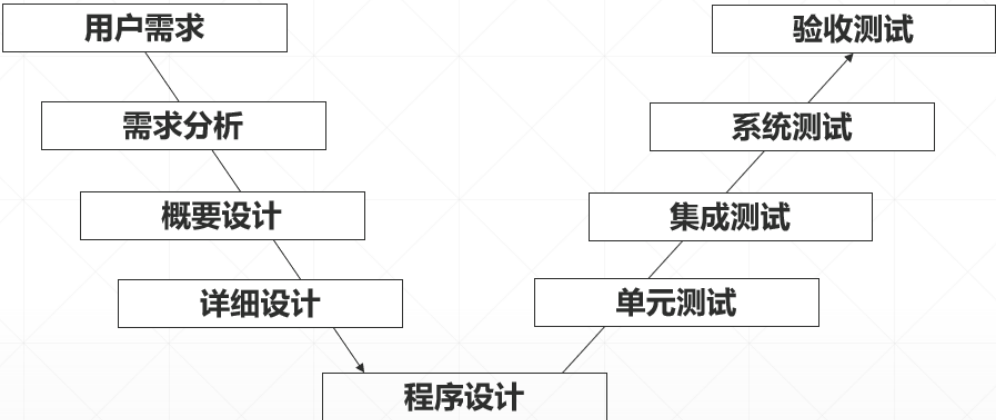 用户需求
验收测试
需求分析
系统测试
概要设计
集成测试
详细设计
单元测试
程序设计